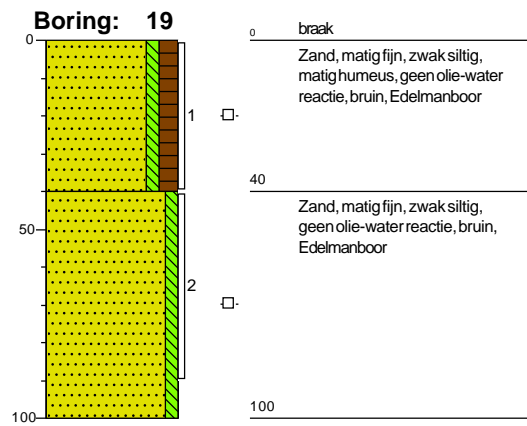 Boring: 19
0
0
braak
Zand, matig fijn, zwak siltig,
matig humeus, geen olie-water
reactie, bruin, Edelmanboor
1
40
Zand, matig fijn, zwak siltig,
geen olie-water reactie, bruin,
Edelmanboor
50
2
100
100